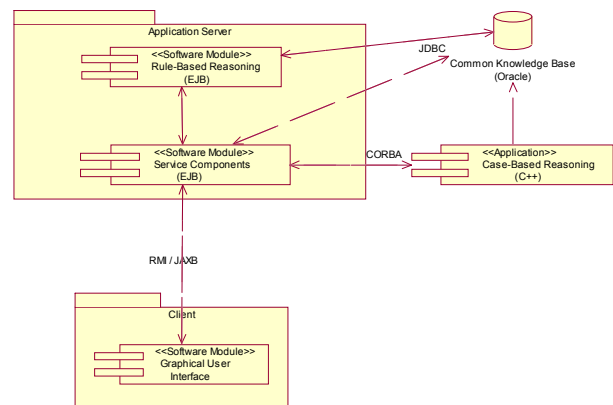 Application Server
<<Software Module>>
Rule-Based Reasoning
(EJB)
JDBC
Common Knowledge Base
(Oracle)
<<Software Module>>
Service Components
(EJB)
CORBA
<<Application>>
Case-Based Reasoning
(C++)
RMI / JAXB
Client
<<Software Module>>
Graphical User
Interface